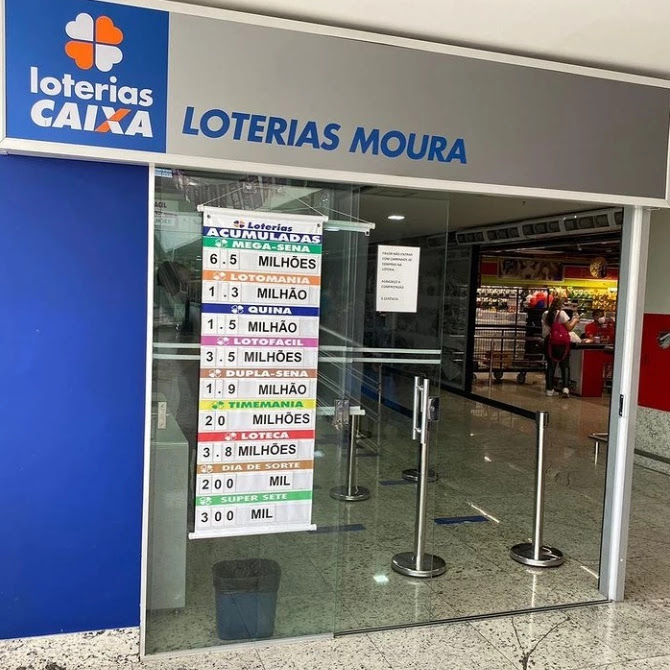 loterias
CAIXA
LOTERIAS MOURA
Loterias
ACUMULADAS
MEGA-SENA
6.5 MILHÕES
LOTOMANIA
1.3 MILHÃO
QUINA
1.5 MILHÃO
LOTOFÁCIL
3.5 MILHÕES
DUPLA-SENA
1.9 MILHÃO
TIMEMANIA
20 MILHÕES
LOTECA
3.8 MILHÕES
DIA DE SORTE
200 MIL
SUPER SETE
300 MIL